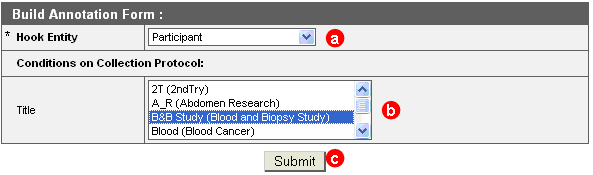 Build Annotation Form :
* Hook Entity Participant a
Conditions on Collection Protocol:
2T (2ndTry)
A_R (Abdomen Research)
Title B&B Study (Blood and Biopsy Study) b
Blood (Blood Cancer)
Submit c